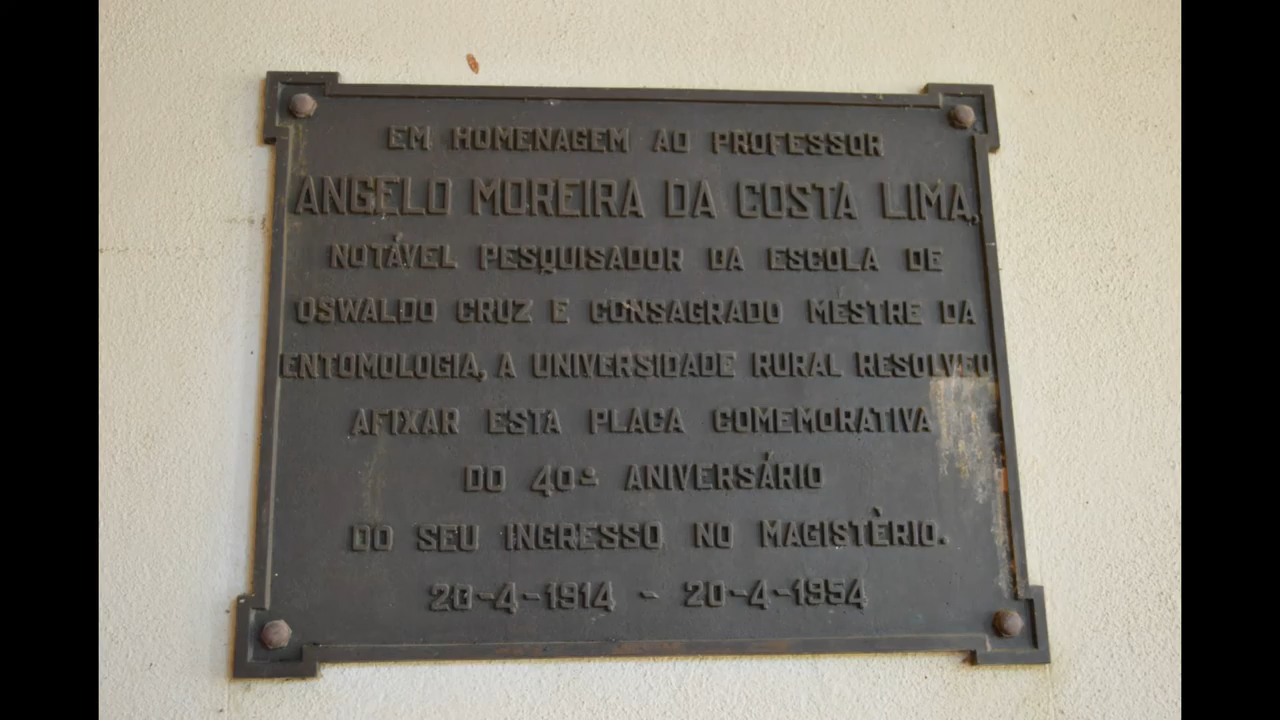 EM HOMENAGEM AO PROFESSOR
ANGELO MOREIRA DA COSTA LIMA,
NOTÁVEL PESQUISADOR DA ESCOLA DE
OSWALDO CRUZ E CONSAGRADO MÉSTRE DA
ENTOMOLOGIA, A UNIVERSIDADE RURAL RESOLVEU
AFIXAR ESTA PLACA COMEMORATIVA
DO 40º ANIVERSÁRIO
DO SEU INGRESSO NO MAGISTÈRIO.
20-4-1914 - 20-4-1954